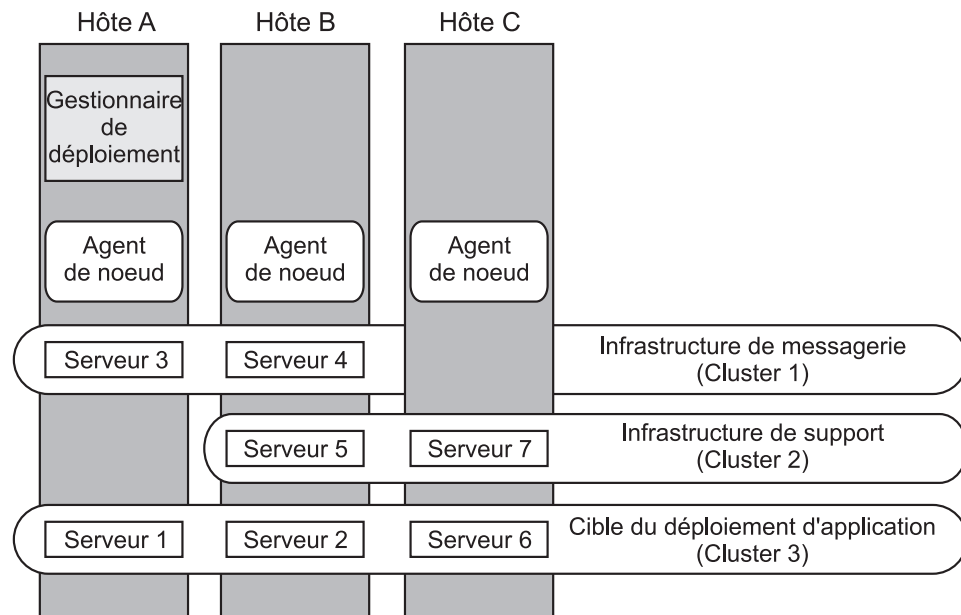 Hôte A
Hôte B
Hôte C
Gestionnaire
de
déploiement
Agent
de noeud
Agent
de noeud
Agent
de noeud
Serveur 3
Serveur 4
Infrastructure de messagerie
(Cluster 1)
Serveur 5
Serveur 7
Infrastructure de support
(Cluster 2)
Serveur 1
Serveur 2
Serveur 6
Cible du déploiement d'application
(Cluster 3)